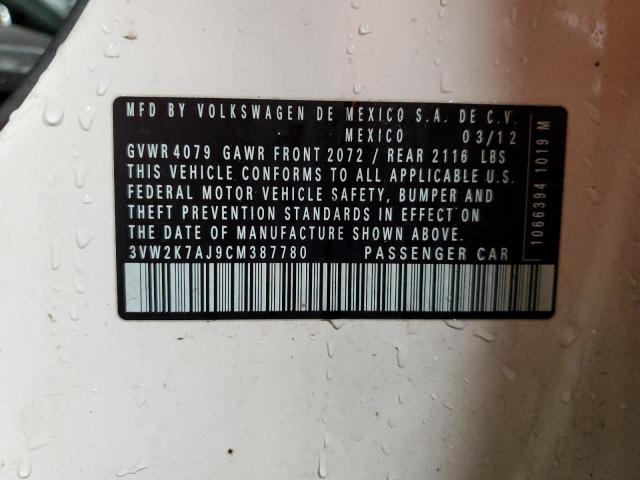 MFD BY VOLKSWAGEN DE MEXICO S.A. DE C.V.
MEXICO 03/12
GVWR 4079 GAWR FRONT 2072 / REAR 2116 LBS
THIS VEHICLE CONFORMS TO ALL APPLICABLE U.S.
FEDERAL MOTOR VEHICLE SAFETY, BUMPER AND
THEFT PREVENTION STANDARDS IN EFFECT ON
THE DATE OF MANUFACTURE SHOWN ABOVE.
3VW2K7AJ9CM387780 PASSENGER CAR
1066394 1019 M